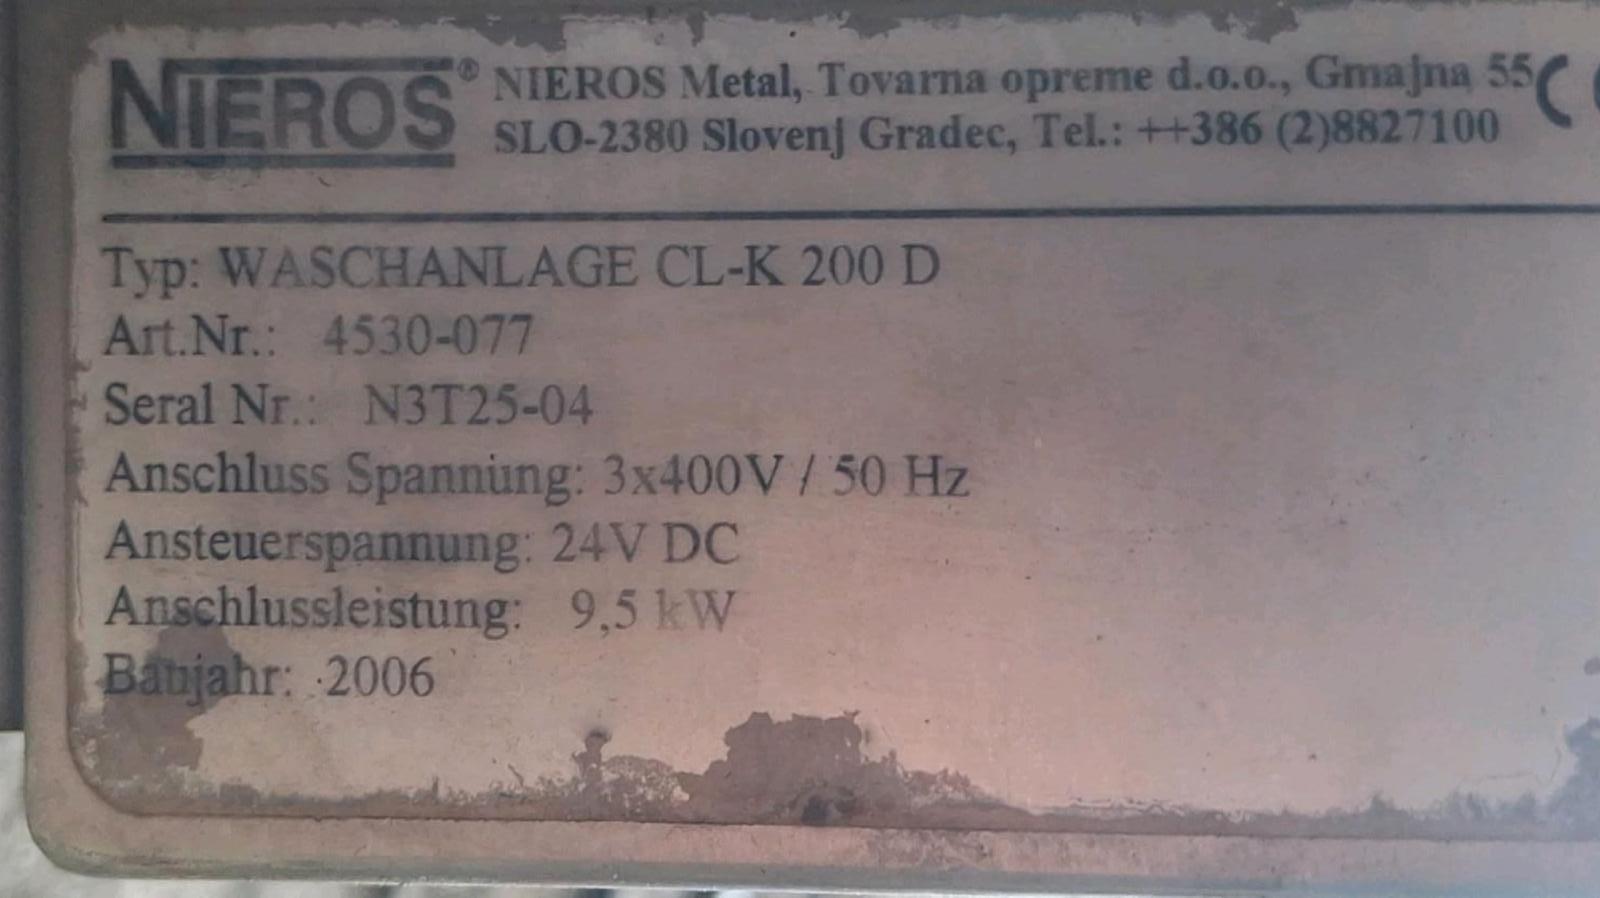 NIEROS® NIEROS Metal, Tovarna opreme d.o.o., Gmajna 55 CE
SLO-2380 Slovenj Gradec, Tel.: ++386 (2)8827100
Typ: WASCHANLAGE CL-K 200 D
Art.Nr.: 4530-077
Seral Nr.: N3T25-04
Anschluss Spannung: 3x400V / 50 Hz
Ansteuerspannung: 24V DC
Anschlussleistung: 9,5 kW
Baujahr: 2006